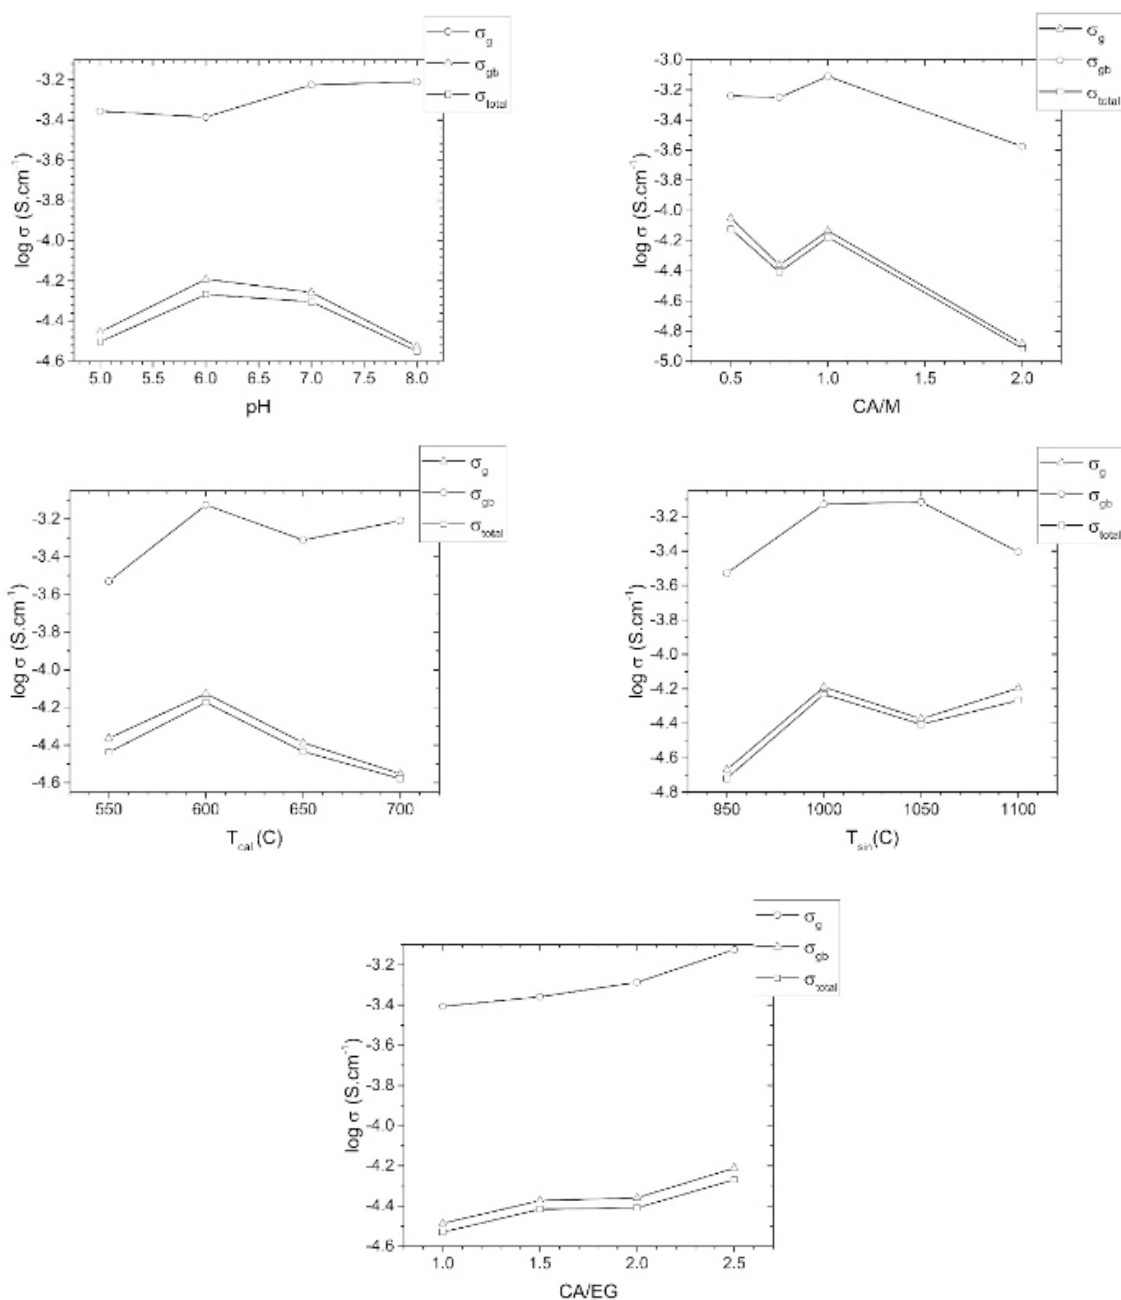 σg
σgb
σtotal
-3.2
-3.4
-3.6
-3.8
-4.0
-4.2
-4.4
-4.6
log σ (S.cm⁻¹)
5.0 5.5 6.0 6.5 7.0 7.5 8.0
pH
σg
σgb
σtotal
-3.0
-3.2
-3.4
-3.6
-3.8
-4.0
-4.2
-4.4
-4.6
-4.8
-5.0
log σ (S.cm⁻¹)
0.5 1.0 1.5 2.0
CA/M
σg
σgb
σtotal
-3.2
-3.4
-3.6
-3.8
-4.0
-4.2
-4.4
-4.6
log σ (S.cm⁻¹)
550 600 650 700
Tcal (C)
σg
σgb
σtotal
-3.2
-3.4
-3.6
-3.8
-4.0
-4.2
-4.4
-4.6
-4.8
log σ (S.cm⁻¹)
950 1000 1050 1100
Tsin(C)
σg
σgb
σtotal
-3.2
-3.4
-3.6
-3.8
-4.0
-4.2
-4.4
-4.6
log σ (S.cm⁻¹)
1.0 1.5 2.0 2.5
CA/EG